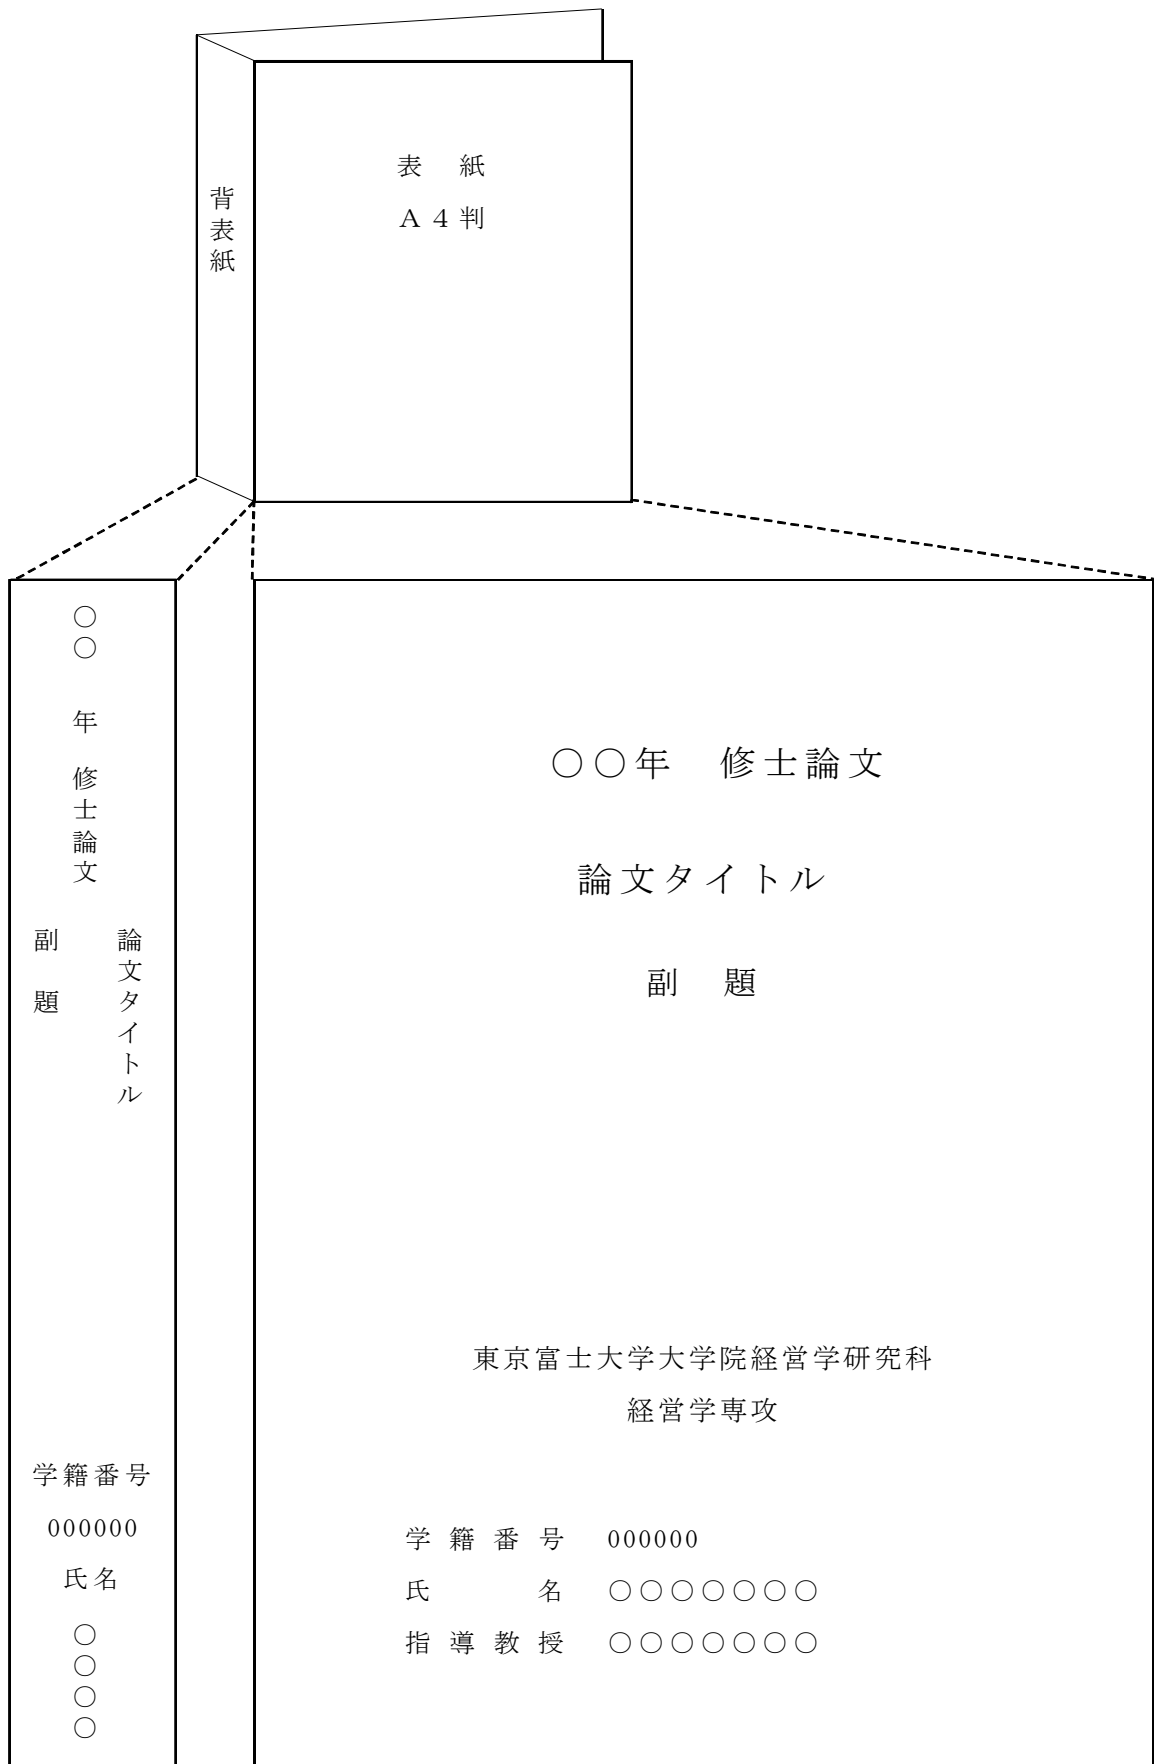 表　紙
Ａ４判
背表紙
〇〇　年　修士論文
論文タイトル
副　題
学籍番号
000000
氏名
〇〇〇〇
〇〇年　修士論文
論文タイトル
副　題
東京富士大学大学院経営学研究科
経営学専攻
学籍番号　000000
氏　　名　〇〇〇〇〇〇〇
指導教授　〇〇〇〇〇〇〇